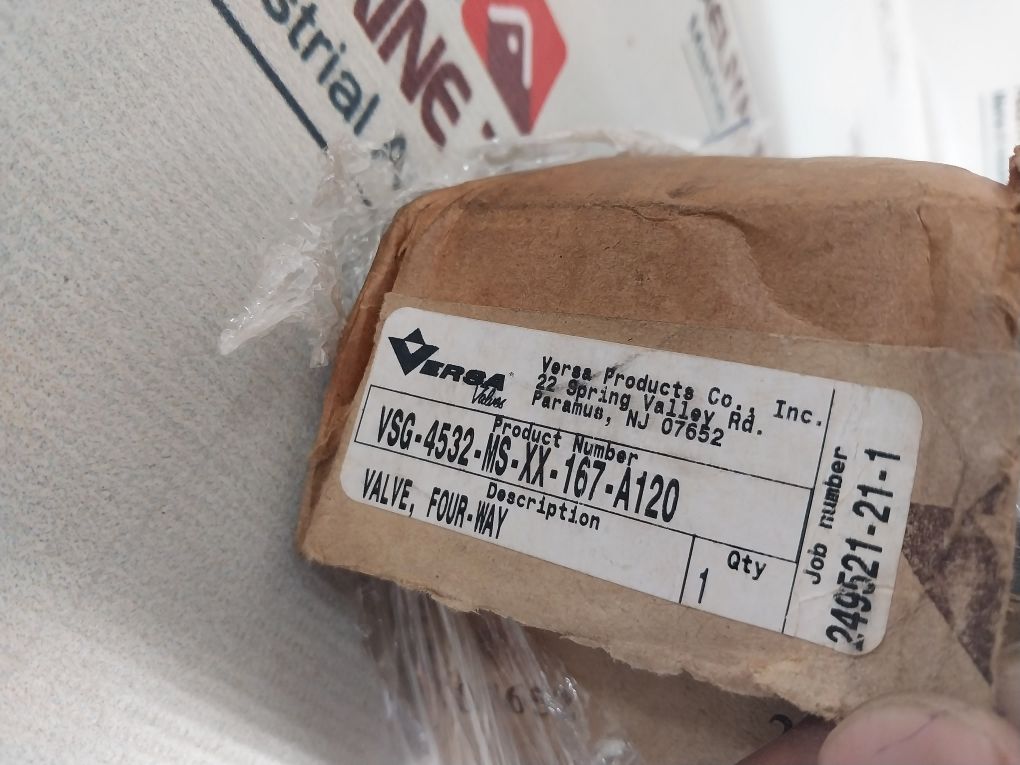 strial
INE
VERSA
Valves
Versa Products Co., Inc.
22 Spring Valley Rd.
Paramus, NJ 07652
Product Number
VSG-4532-MS-XX-167-A120
Description
VALVE, FOUR-WAY
Qty
1
Job number
249521-21-1